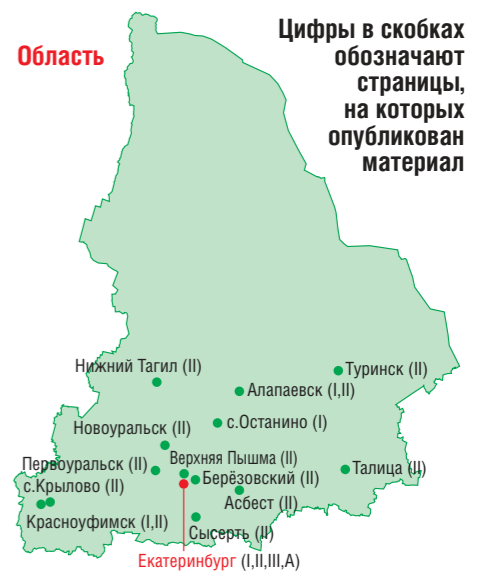 Цифры в скобках
обозначают
страницы,
на которых
опубликован
материал
Область
Туринск (II)
Нижний Тагил (II)
Алапаевск (I,II)
с.Останино (I)
Новоуральск (II)
Верхняя Пышма (II)
Первоуральск (II)
Талица (II)
Берёзовский (II)
с.Крылово (II)
Асбест (II)
Красноуфимск (I,II)
Сысерть (II)
Екатеринбург (I,II,III,А)